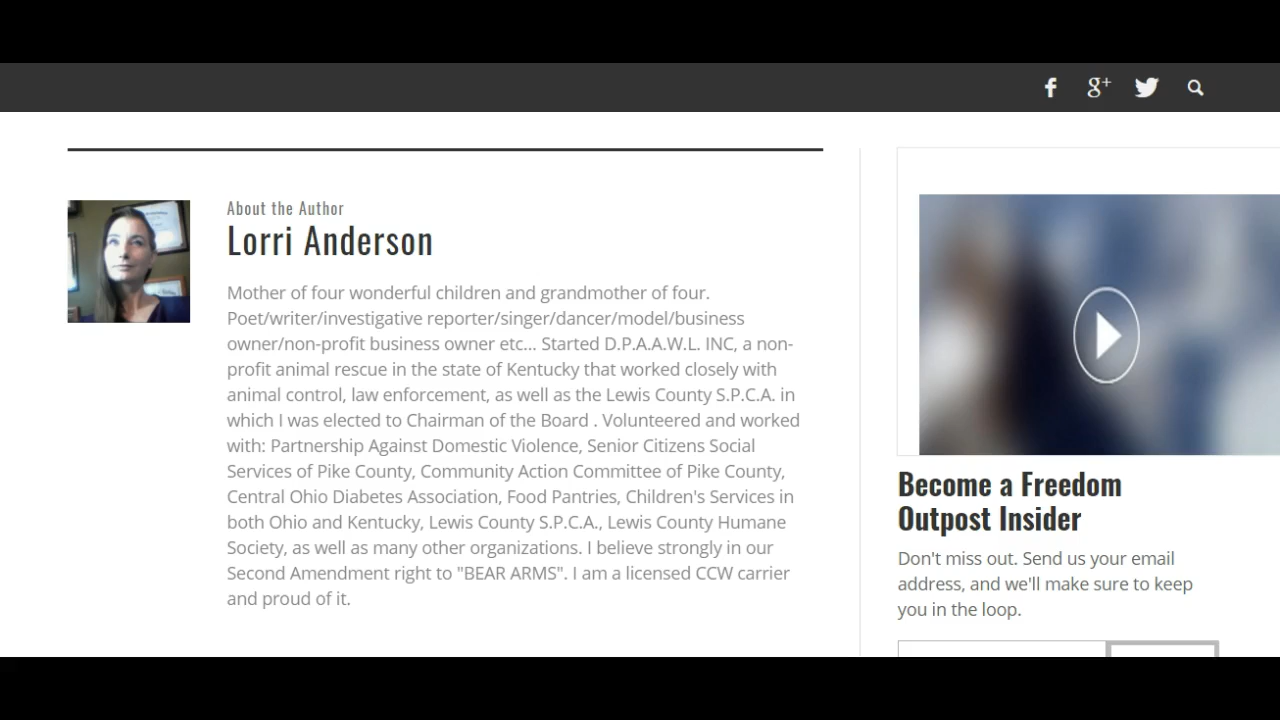 g+
About the Author
Lorri Anderson
Mother of four wonderful children and grandmother of four.
Poet/writer/investigative reporter/singer/dancer/model/business
owner/non-profit business owner etc... Started D.P.A.A.W.L. INC, a non-
profit animal rescue in the state of Kentucky that worked closely with
animal control, law enforcement, as well as the Lewis County S.P.C.A. in
which I was elected to Chairman of the Board . Volunteered and worked
with: Partnership Against Domestic Violence, Senior Citizens Social
Services of Pike County, Community Action Committee of Pike County,
Central Ohio Diabetes Association, Food Pantries, Children's Services in
both Ohio and Kentucky, Lewis County S.P.C.A., Lewis County Humane
Society, as well as many other organizations. I believe strongly in our
Second Amendment right to "BEAR ARMS". I am a licensed CCW carrier
and proud of it.
Become a Freedom
Outpost Insider
Don't miss out. Send us your email
address, and we'll make sure to keep
you in the loop.